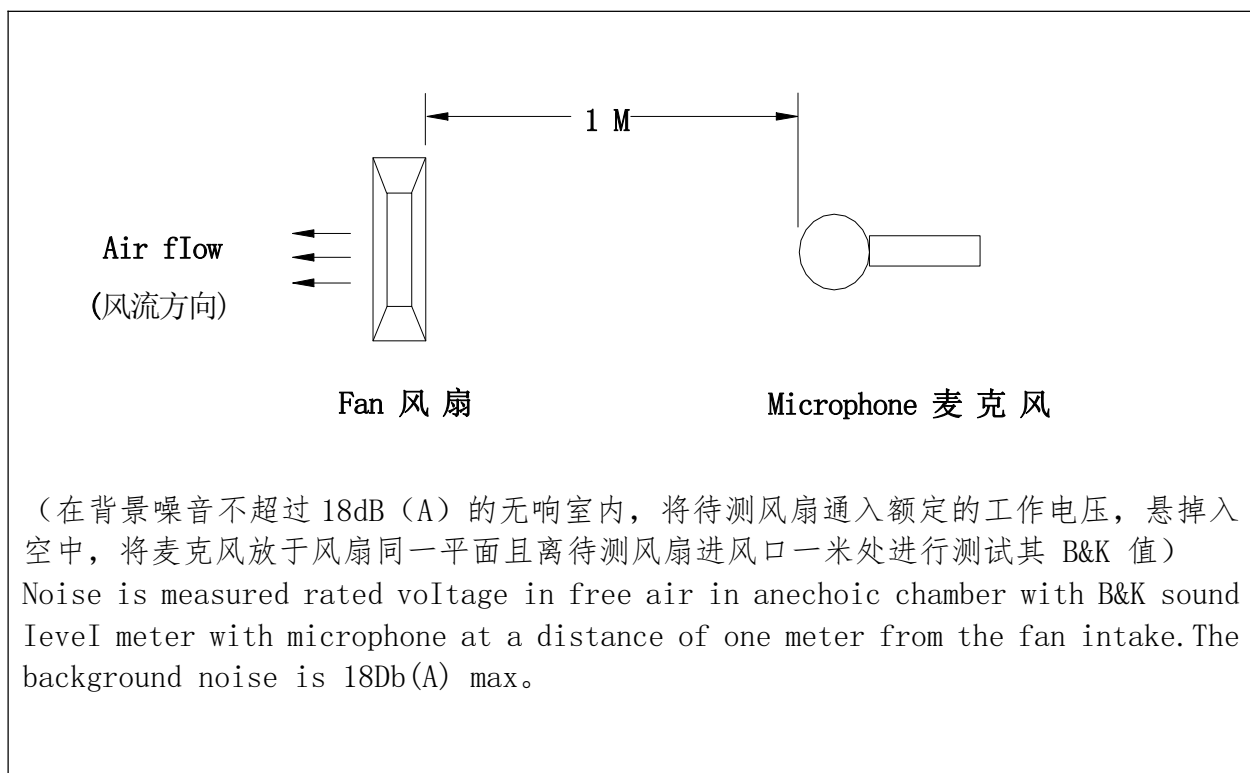 1 M
Air fIow
(风流方向)
Fan 风 扇
Microphone 麦 克 风
（在背景噪音不超过 18dB（A）的无响室内，将待测风扇通入额定的工作电压，悬掉入
空中，将麦克风放于风扇同一平面且离待测风扇进风口一米处进行测试其 B&K 值）
Noise is measured rated voItage in free air in anechoic chamber with B&K sound
IeveI meter with microphone at a distance of one meter from the fan intake.The
background noise is 18Db(A) max。